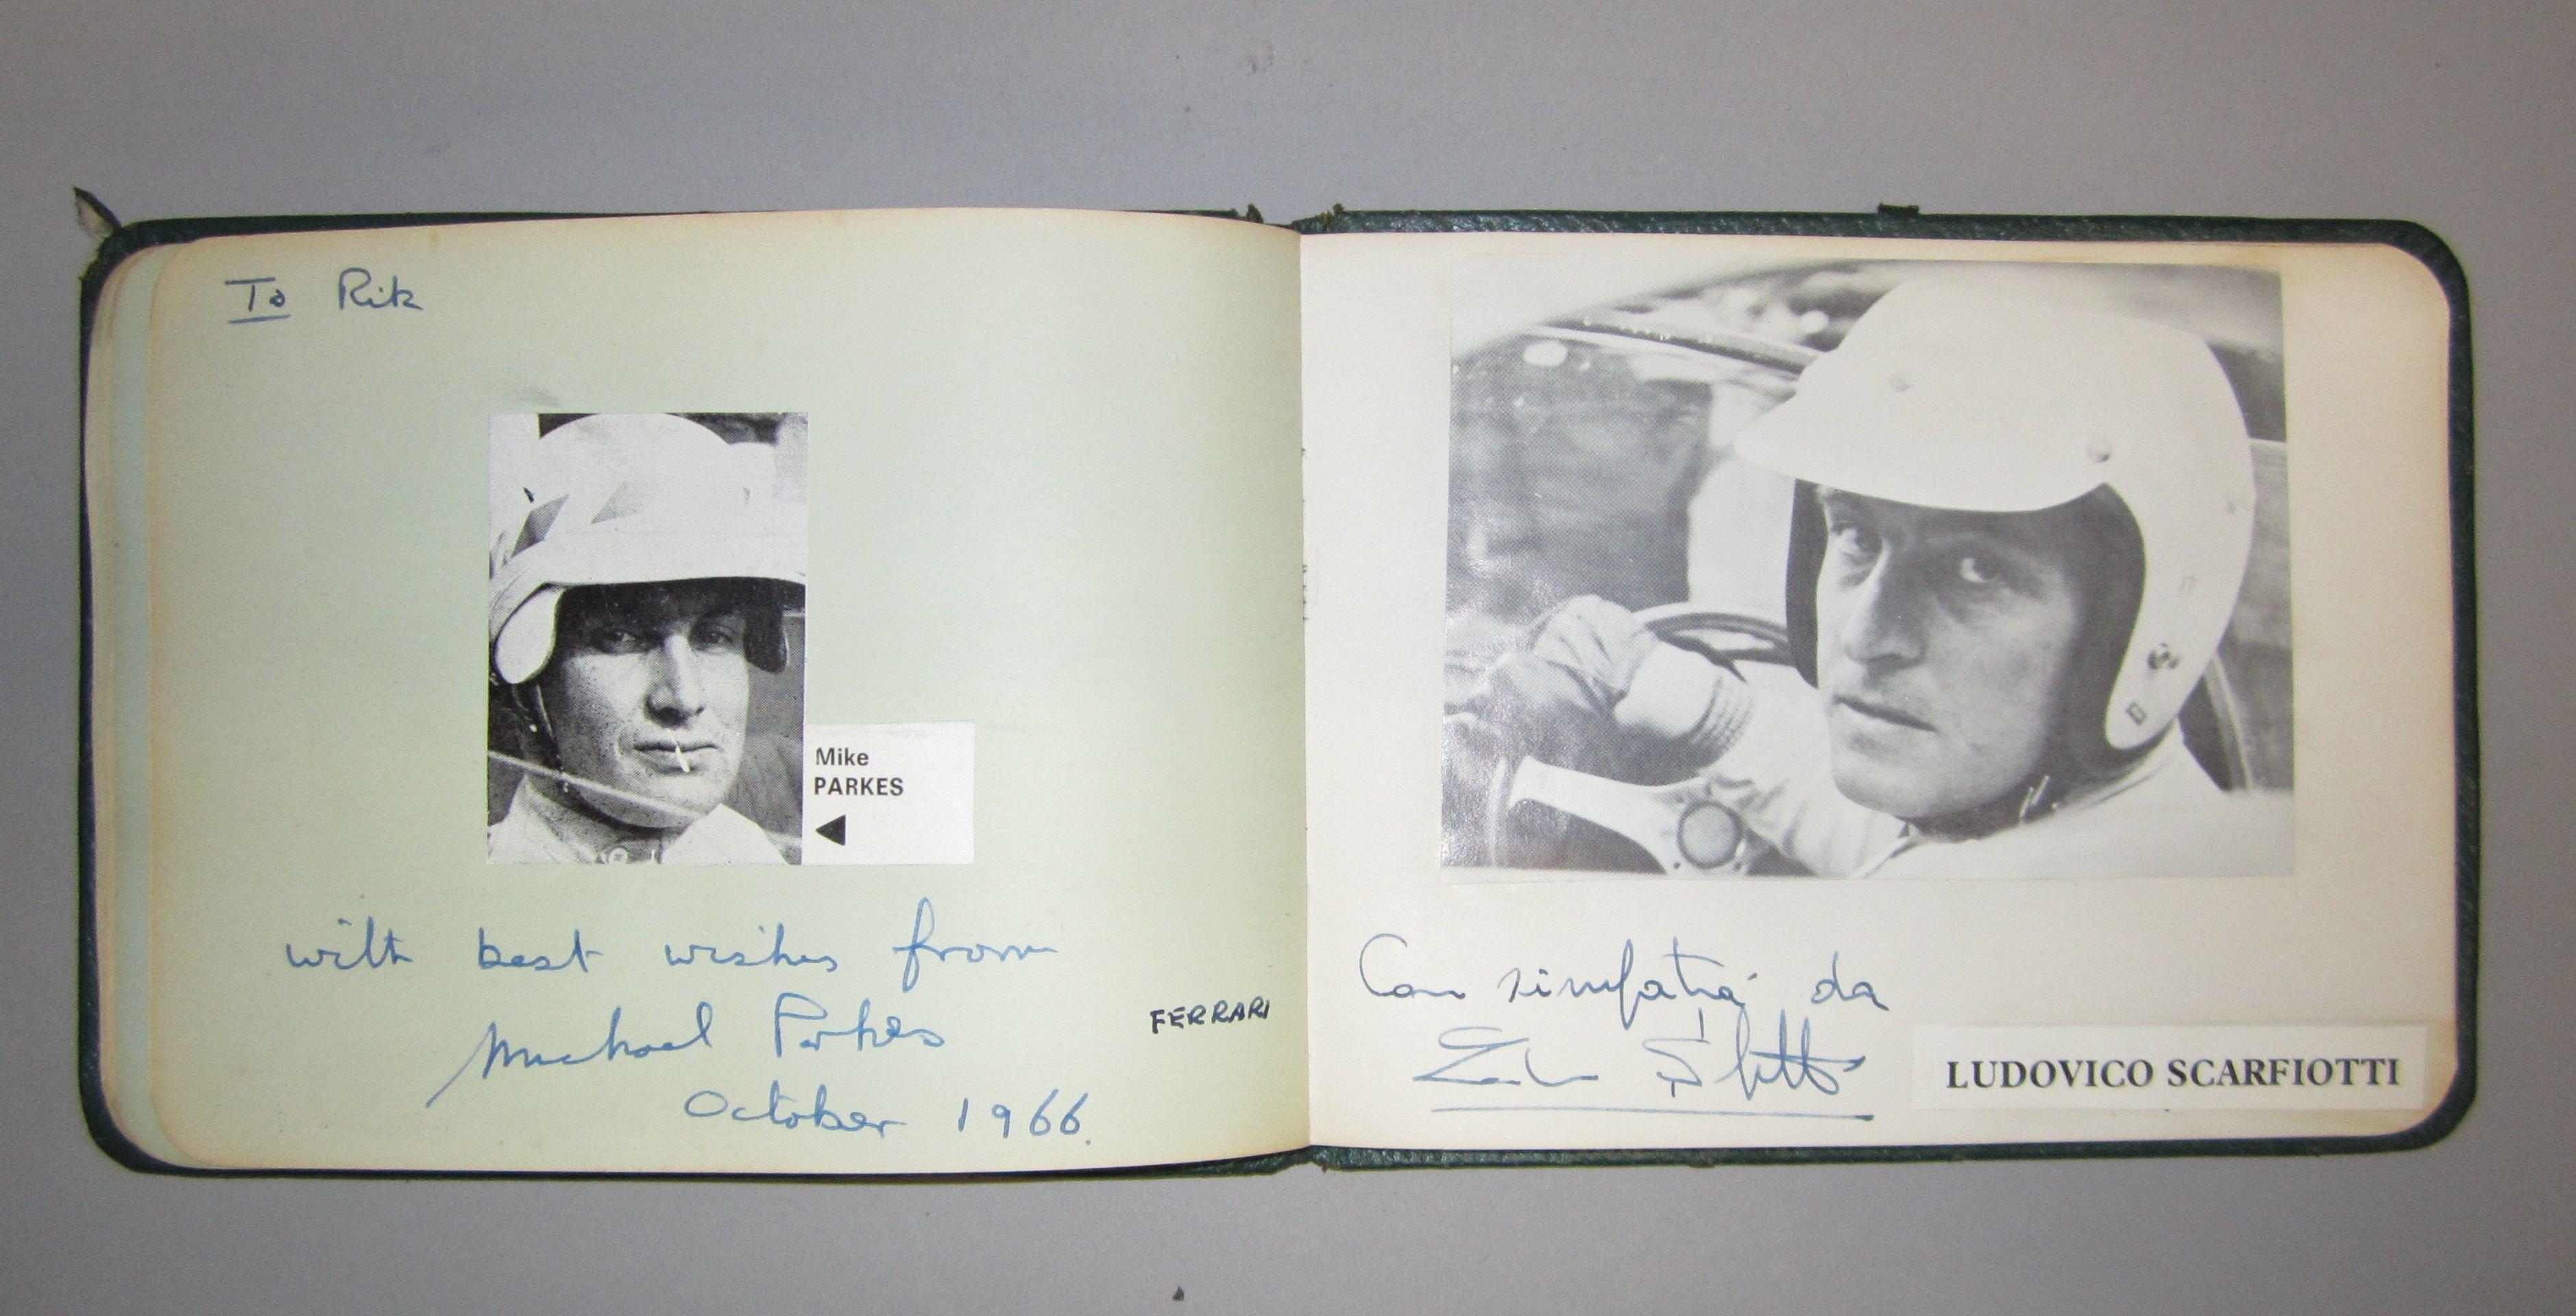 To Rik
Mike
PARKES
with best wishes from
Michael Parkes
October 1966.
FERRARI
Con simpatia da
LUDOVICO SCARFIOTTI